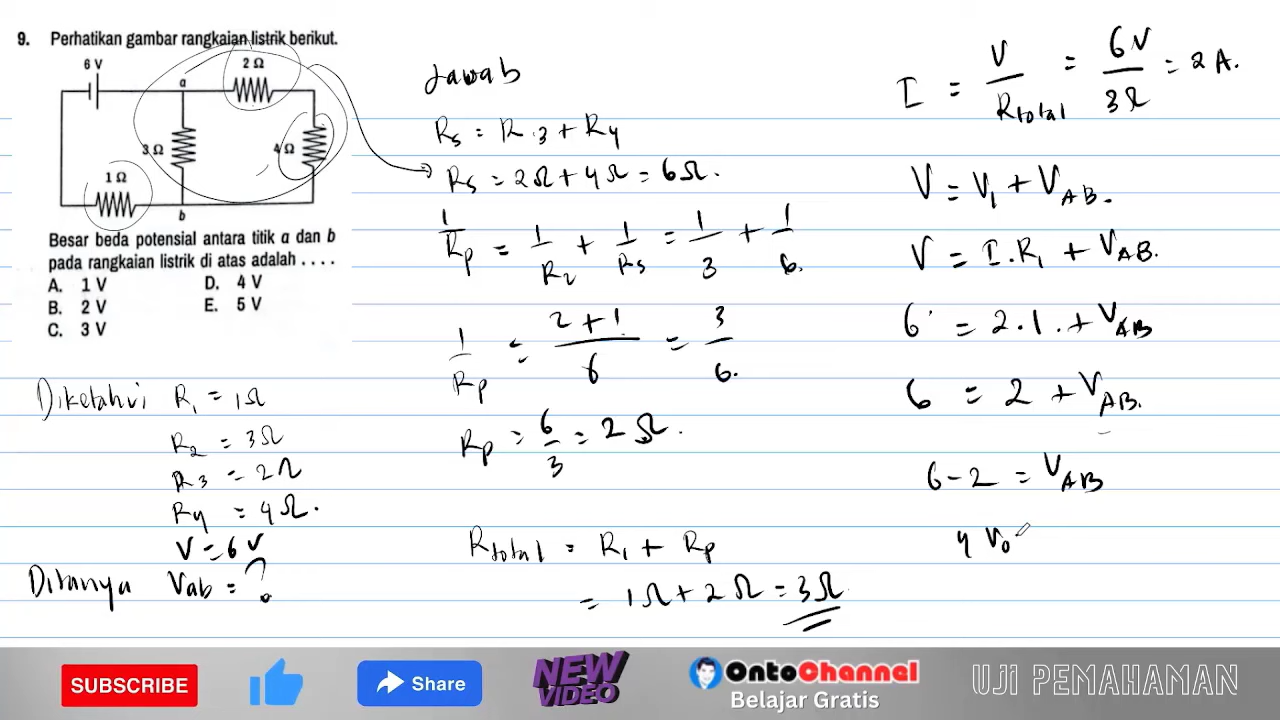 9. Perhatikan gambar rangkaian listrik berikut.
6 V
a
2 Ω
3 Ω
4 Ω
1 Ω
b
Besar beda potensial antara titik a dan b
pada rangkaian listrik di atas adalah . . . .
A. 1 V
B. 2 V
C. 3 V
D. 4 V
E. 5 V
Diketahui R₁ = 1Ω
R₂ = 3Ω
R₃ = 2Ω
R₄ = 4Ω.
V = 6 V
Ditanya Vab = ?
Jawab
Rs = R₃ + R₄
Rs = 2Ω + 4Ω = 6Ω.
1/Rp = 1/R₂ + 1/Rs = 1/3 + 1/6.
1/Rp = 2+1/6 = 3/6.
Rp = 6/3 = 2Ω.
Rtotal = R₁ + Rp
= 1Ω + 2Ω = 3Ω
I = V/Rtotal = 6V/3Ω = 2 A.
V = V₁ + VAB.
V = I.R₁ + VAB.
6 = 2.1. + VAB
6 = 2 + VAB.
6 - 2 = VAB
4 Vo
SUBSCRIBE
Share
NEW
VIDEO
OntoChannel
Belajar Gratis
UJI PEMAHAMAN